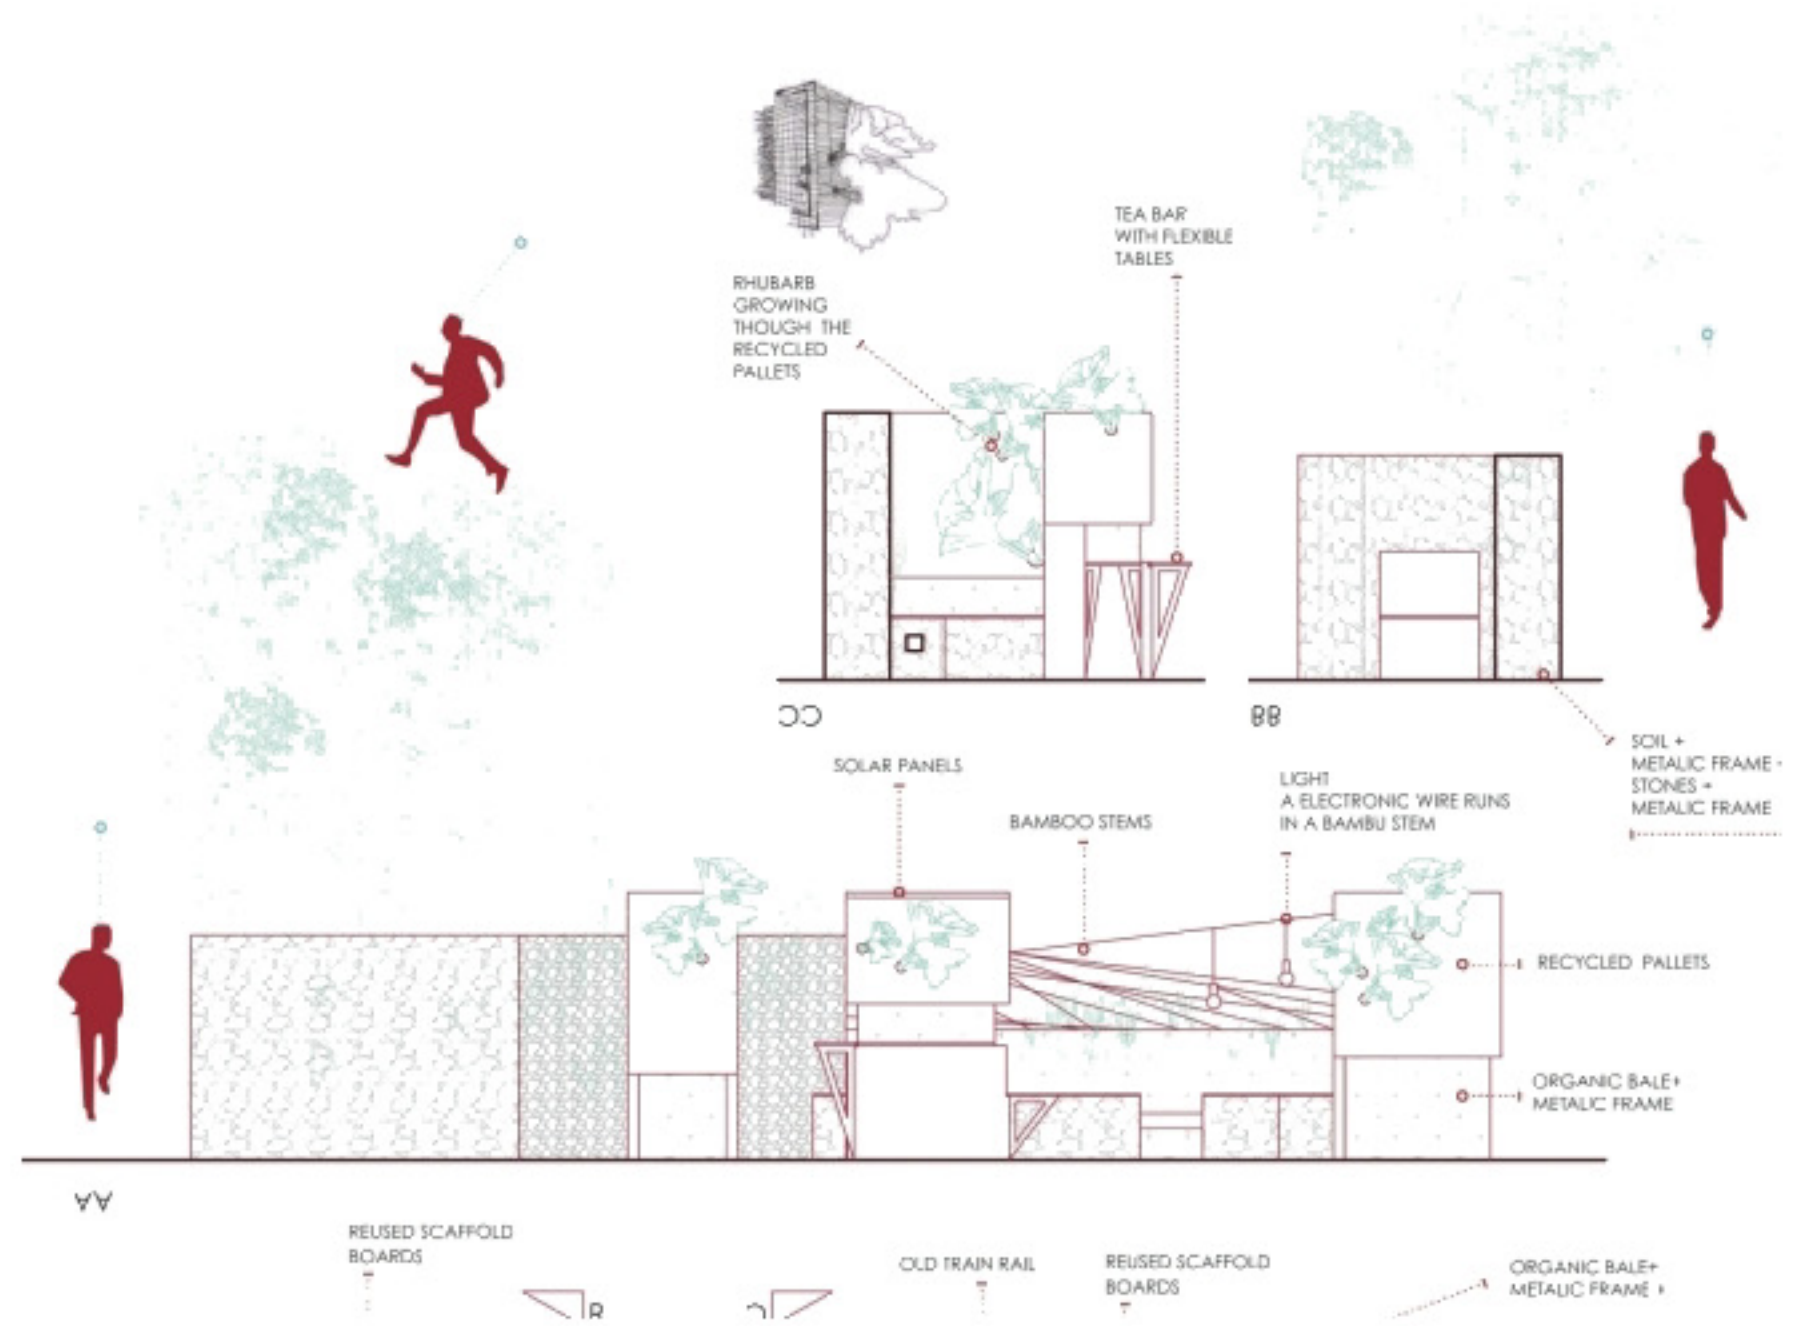 TEA BAR
WITH FLEXIBLE
TABLES
RHUBARB
GROWING
THOUGH THE
RECYCLED
PALLETS
CC
BB
SOIL +
METALIC FRAME +
STONES +
METALIC FRAME
SOLAR PANELS
LIGHT
A ELECTRONIC WIRE RUNS
IN A BAMBU STEM
BAMBOO STEMS
RECYCLED PALLETS
ORGANIC BALE+
METALIC FRAME
AA
REUSED SCAFFOLD
BOARDS
OLD TRAIN RAIL
REUSED SCAFFOLD
BOARDS
ORGANIC BALE+
METALIC FRAME +
B
C